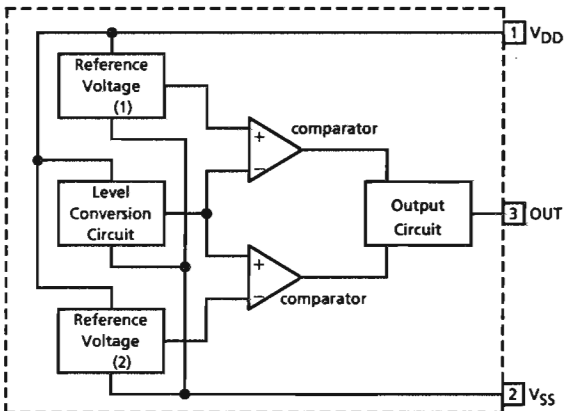 1 VDD
Reference
Voltage
(1)
+
−
comparator
Level
Conversion
Circuit
Output
Circuit
3 OUT
+
−
comparator
Reference
Voltage
(2)
2 VSS